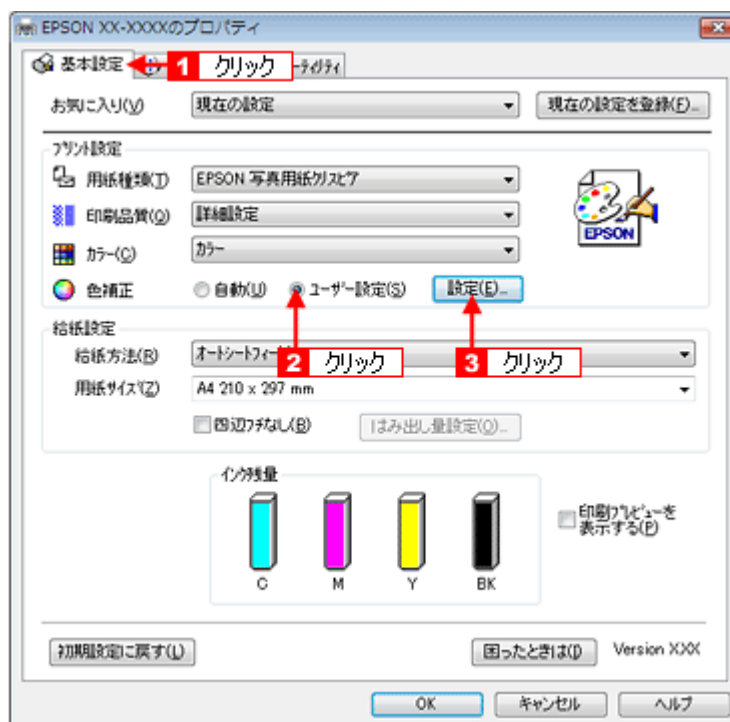 EPSON XX-XXXXのプロパティ
基本設定
1 クリック
ーティリティ
お気に入り(V) 現在の設定 現在の設定を登録(F)...
プリント設定
用紙種類(T) EPSON 写真用紙クリスピア
印刷品質(Q) 詳細設定
カラー(C) カラー
色補正 自動(U) ユーザー設定(S) 設定(E)...
EPSON
給紙設定
給紙方法(R) オートシートフィー
2 クリック
3 クリック
用紙サイズ(Z) A4 210 x 297 mm
四辺フチなし(B) はみ出し量設定(O)...
インク残量
C M Y BK
印刷プレビューを
表示する(P)
初期設定に戻す(L) 困ったときは(I) Version X.XX
OK キャンセル ヘルプ